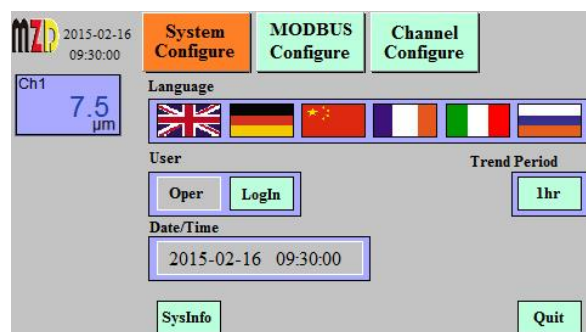 MZD 2015-02-16
09:30:00
System Configure
MODBUS Configure
Channel Configure
Ch1
7.5
µm
Language
User
Trend Period
Oper
LogIn
1hr
Date/Time
2015-02-16 09:30:00
SysInfo
Quit